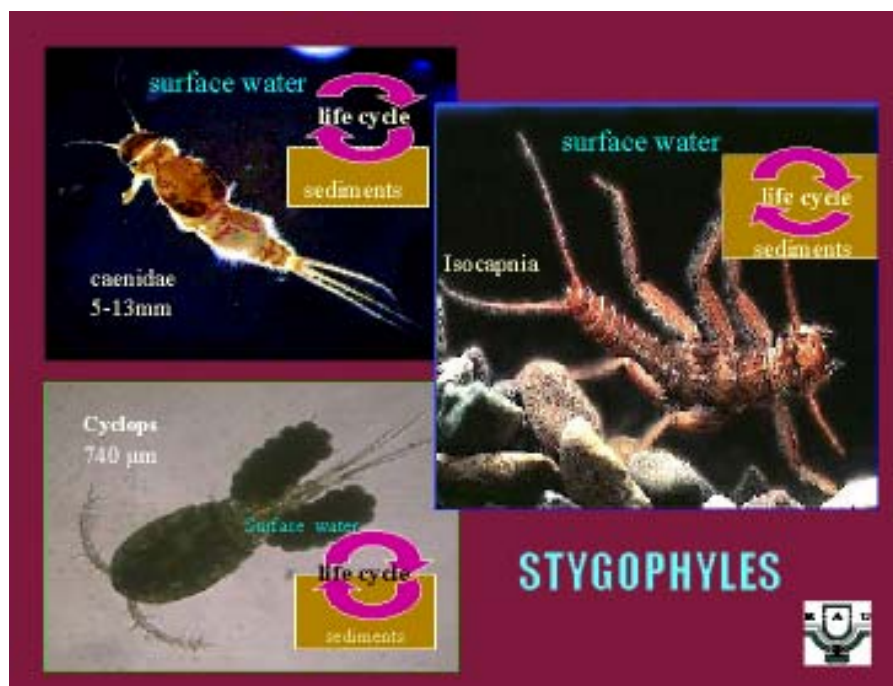 surface water
life cycle
sediments
caenidae
5-13mm
surface water
life cycle
sediments
Isocapnia
Cyclops
740 µm
Surface water
life cycle
sediments
STYGOPHYLES